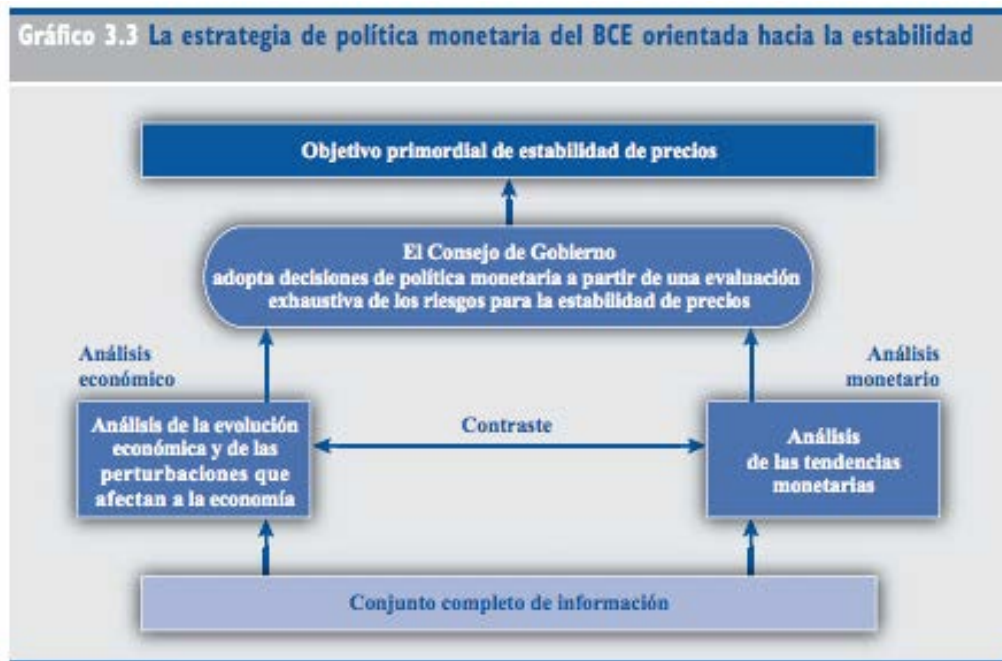 Gráfico 3.3 La estrategia de política monetaria del BCE orientada hacia la estabilidad
Objetivo primordial de estabilidad de precios
El Consejo de Gobierno
adopta decisiones de política monetaria a partir de una evaluación
exhaustiva de los riesgos para la estabilidad de precios
Análisis
económico
Análisis
monetario
Análisis de la evolución
económica y de las
perturbaciones que
afectan a la economía
Contraste
Análisis
de las tendencias
monetarias
Conjunto completo de información